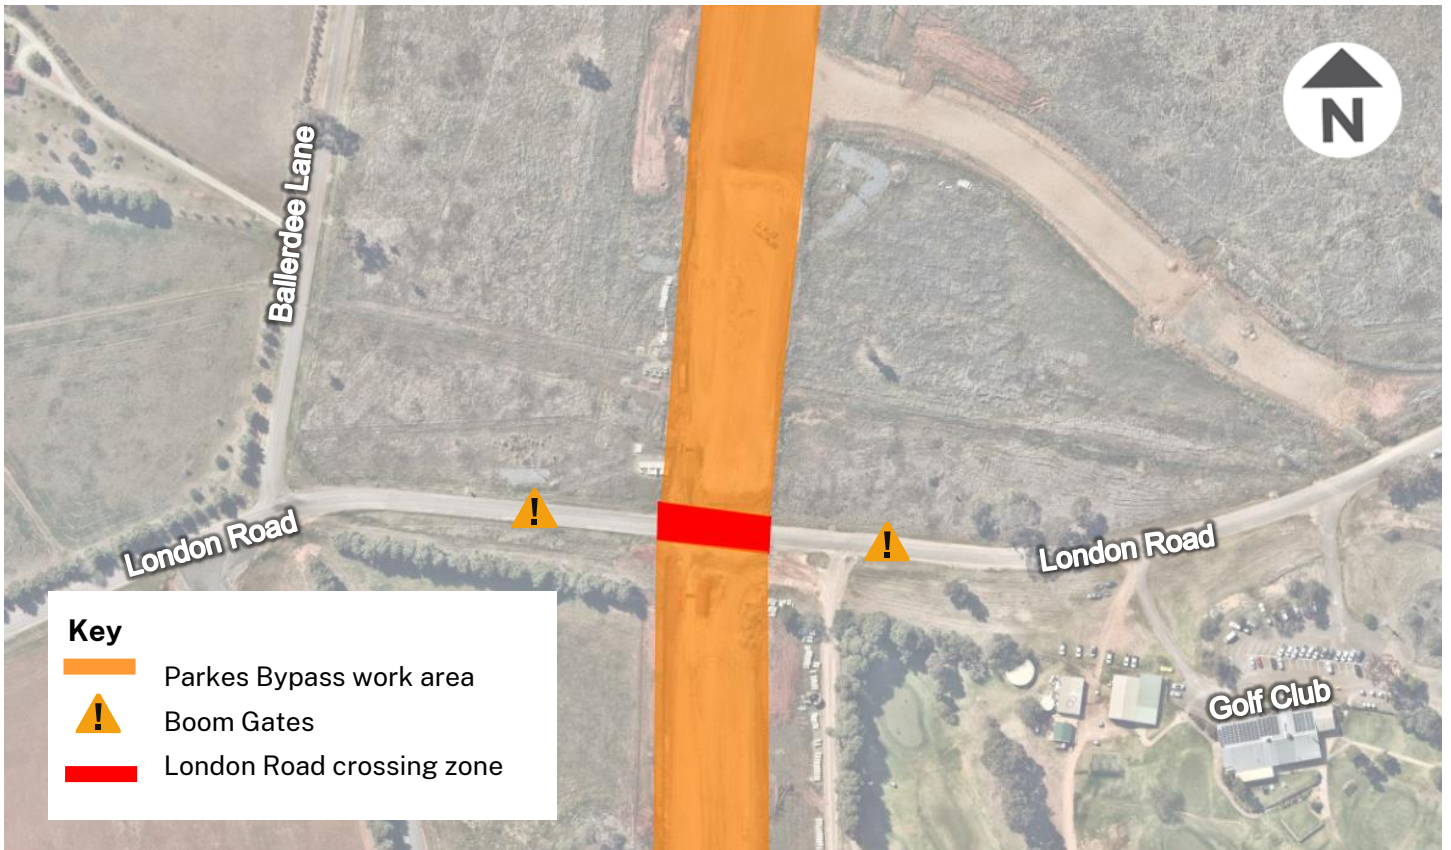 N
Ballerdee Lane
London Road
London Road
Golf Club
Key
Parkes Bypass work area
! Boom Gates
London Road crossing zone
!
!